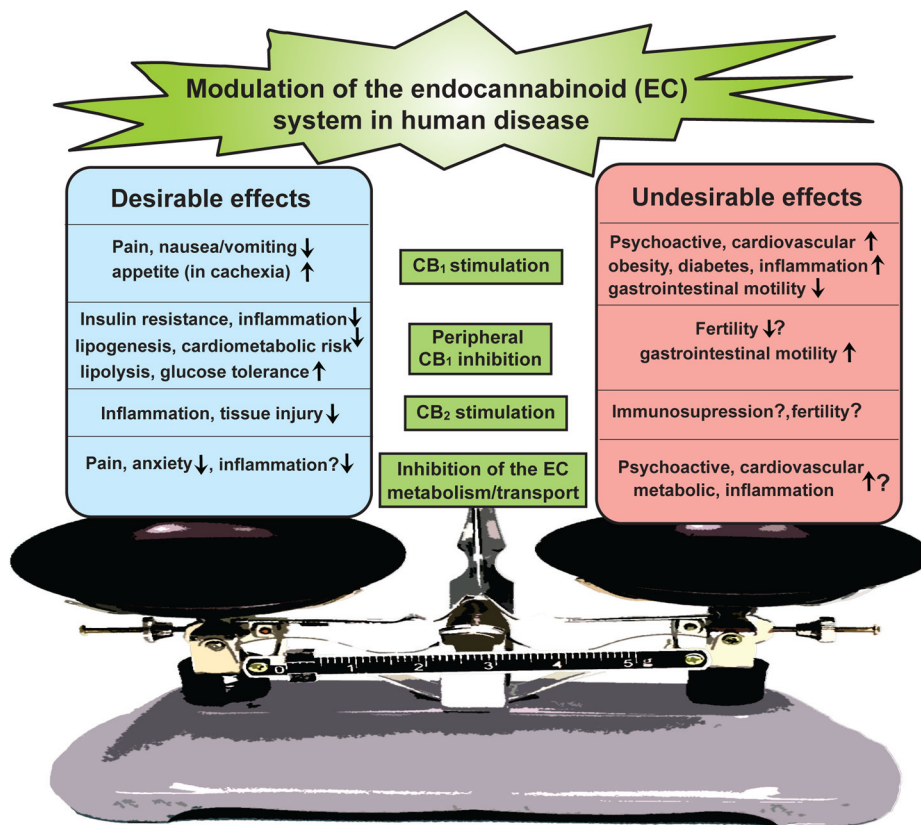 Modulation of the endocannabinoid (EC)
system in human disease
Desirable effects
Pain, nausea/vomiting ↓
appetite (in cachexia) ↑
Insulin resistance, inflammation ↓
lipogenesis, cardiometabolic risk ↓
lipolysis, glucose tolerance ↑
Inflammation, tissue injury ↓
Pain, anxiety ↓, inflammation? ↓
CB₁ stimulation
Peripheral
CB₁ inhibition
CB₂ stimulation
Inhibition of the EC
metabolism/transport
Undesirable effects
Psychoactive, cardiovascular ↑
obesity, diabetes, inflammation ↑
gastrointestinal motility ↓
Fertility ↓?
gastrointestinal motility ↑
Immunosupression?, fertility?
Psychoactive, cardiovascular
metabolic, inflammation ↑?
0 1 2 3 4 5 g